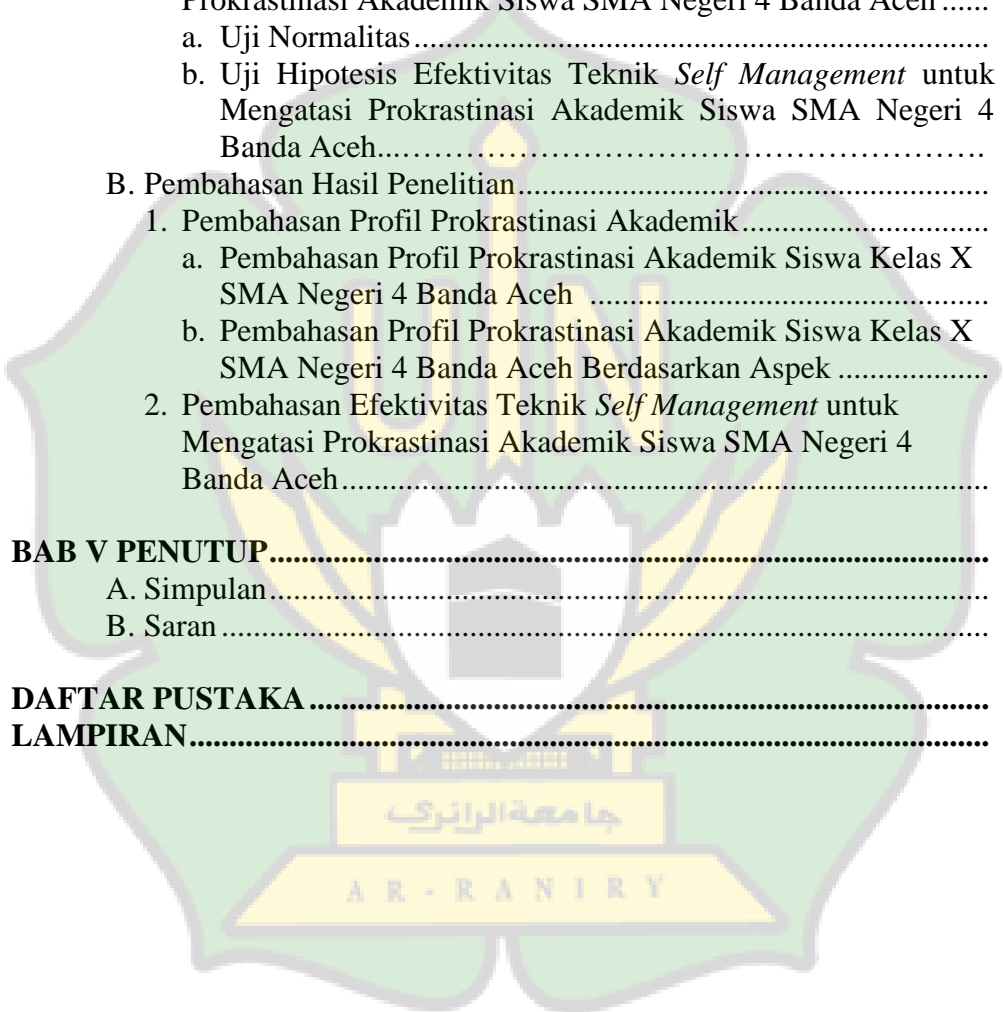 Prokrastinasi Akademik Siswa SMA Negeri 4 Banda Aceh ......
a. Uji Normalitas.......................................................................
b. Uji Hipotesis Efektivitas Teknik Self Management untuk
Mengatasi Prokrastinasi Akademik Siswa SMA Negeri 4
Banda Aceh...………………………………………………….
B. Pembahasan Hasil Penelitian..........................................................
1. Pembahasan Profil Prokrastinasi Akademik..............................
a. Pembahasan Profil Prokrastinasi Akademik Siswa Kelas X
SMA Negeri 4 Banda Aceh .................................................
b. Pembahasan Profil Prokrastinasi Akademik Siswa Kelas X
SMA Negeri 4 Banda Aceh Berdasarkan Aspek ...................
2. Pembahasan Efektivitas Teknik Self Management untuk
Mengatasi Prokrastinasi Akademik Siswa SMA Negeri 4
Banda Aceh................................................................................
BAB V PENUTUP.........................................................................................
A. Simpulan.........................................................................................
B. Saran ...............................................................................................
DAFTAR PUSTAKA ....................................................................................
LAMPIRAN...................................................................................................
UIN
جامعة الرانري
AR-RANIRY